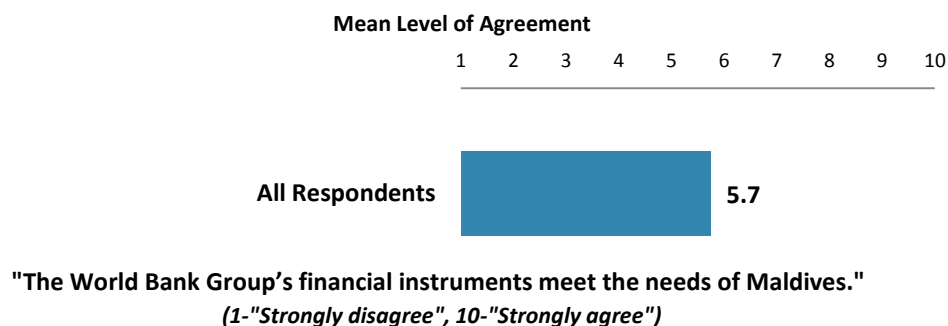 Mean Level of Agreement
1 2 3 4 5 6 7 8 9 10
All Respondents 5.7
"The World Bank Group’s financial instruments meet the needs of Maldives."
(1-"Strongly disagree", 10-"Strongly agree")